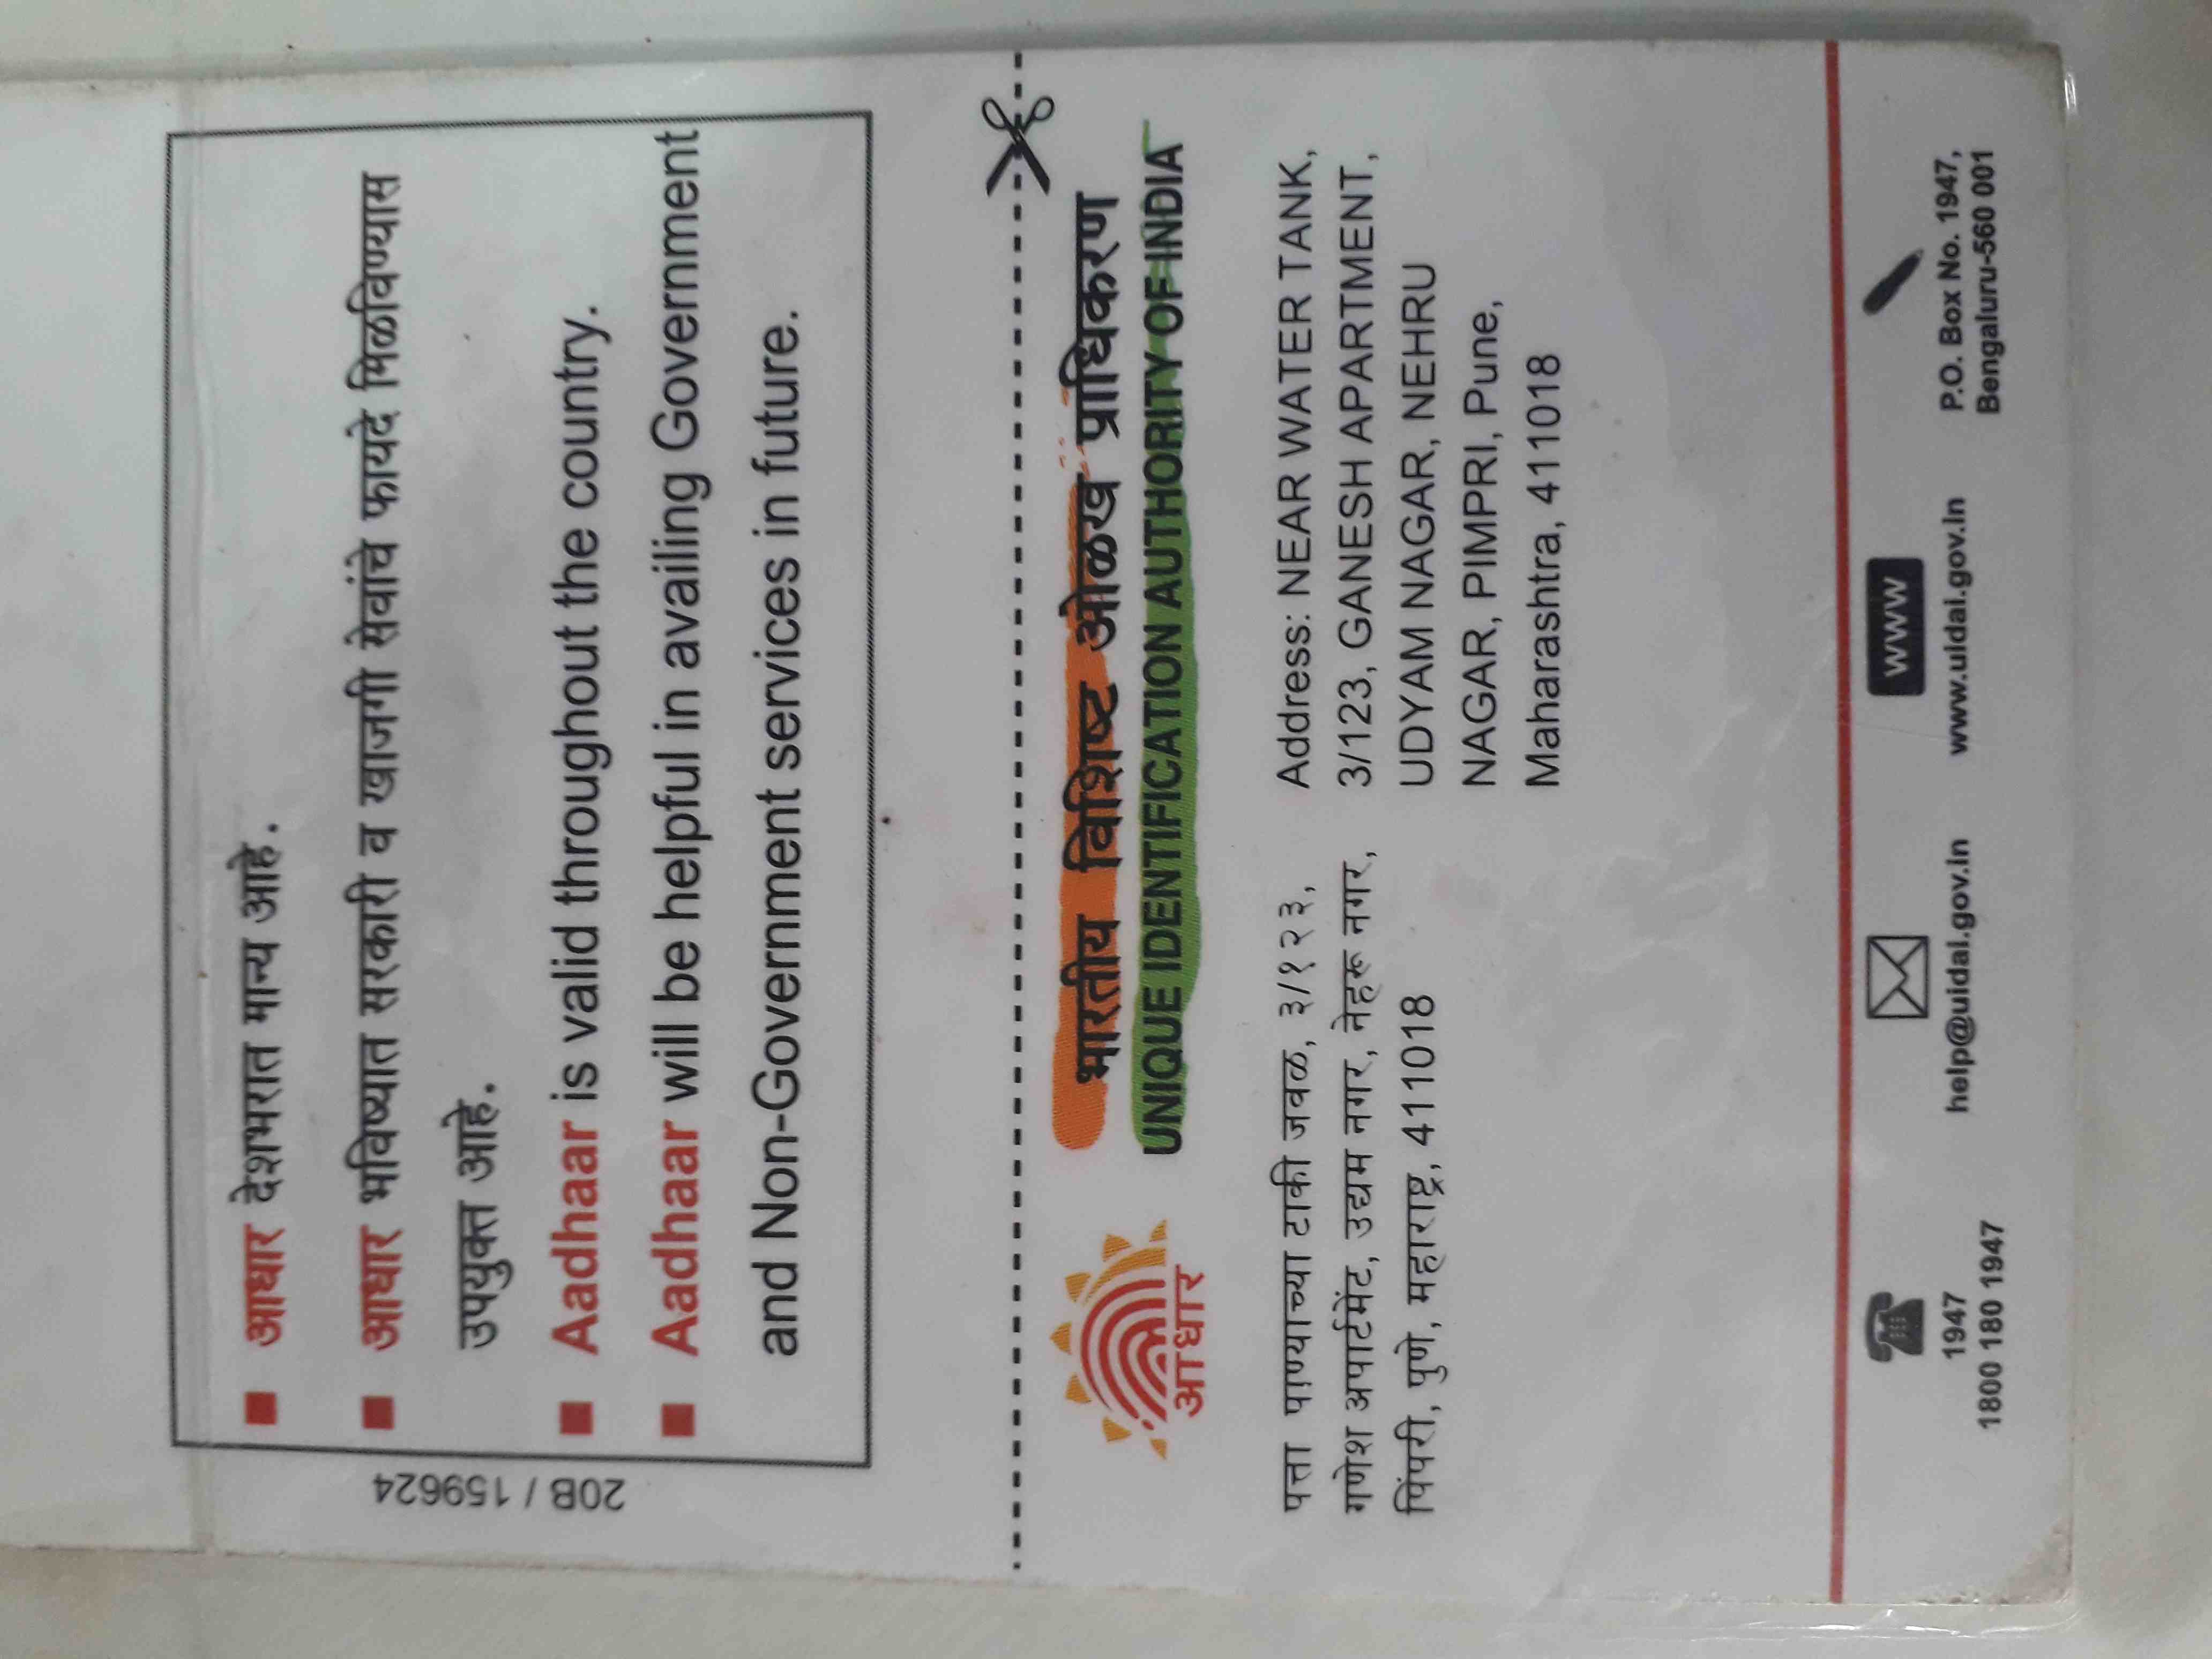 आधार देशभरात मान्य आहे.
आधार भविष्यात सरकारी व खाजगी सेवांचे फायदे मिळविण्यास
उपयुक्त आहे.
Aadhaar is valid throughout the country.
Aadhaar will be helpful in availing Government
and Non-Government services in future.
20B / 159624
भारतीय विशिष्ट ओळख प्राधिकरण
UNIQUE IDENTIFICATION AUTHORITY OF INDIA
आधार
पत्ता पाण्याच्या टाकी जवळ, ३/१२३,
गणेश अपार्टमेंट, उद्यम नगर, नेहरू नगर,
पिंपरी, पुणे, महाराष्ट्र, 411018
Address: NEAR WATER TANK,
3/123, GANESH APARTMENT,
UDYAM NAGAR, NEHRU
NAGAR, PIMPRI, Pune,
Maharashtra, 411018
1947
1800 180 1947
help@uidai.gov.in
WWW
www.uidai.gov.in
P.O. Box No. 1947,
Bengaluru-560 001